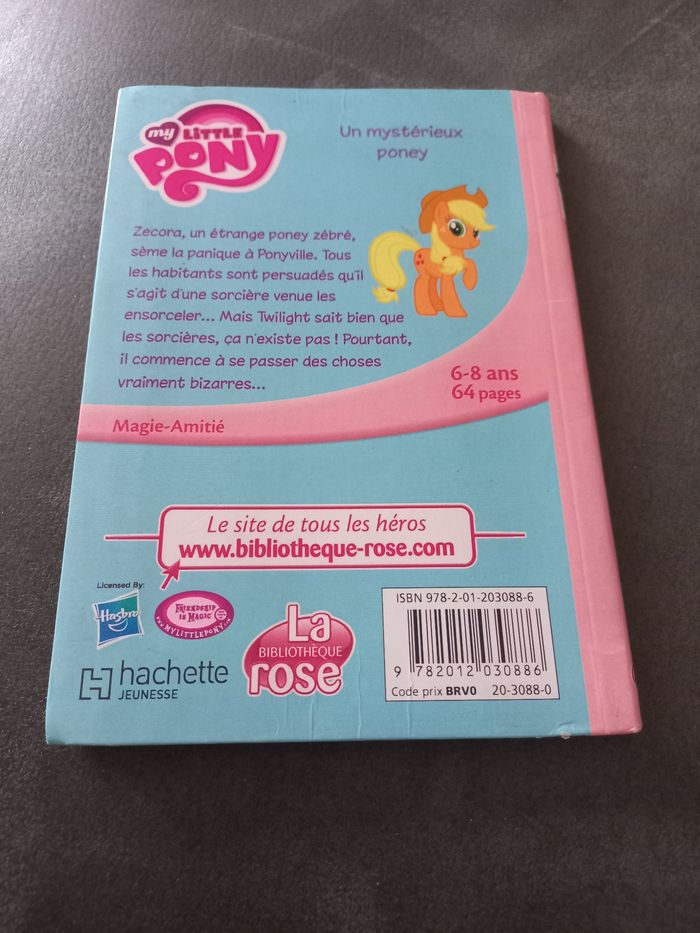 my LITTLE
PONY
Un mystérieux
poney
Zecora, un étrange poney zébré,
sème la panique à Ponyville. Tous
les habitants sont persuadés qu'il
s'agit d'une sorcière venue les
ensorceler... Mais Twilight sait bien que
les sorcières, ça n'existe pas ! Pourtant,
il commence à se passer des choses
vraiment bizarres...
6-8 ans
64 pages
Magie-Amitié
Le site de tous les héros
www.bibliotheque-rose.com
Licensed By:
Hasbro
FRIENDSHIP
IS MAGIC
WWW.MYLITTLEPONY.COM
hachette
JEUNESSE
La
BIBLIOTHÈQUE
rose
ISBN 978-2-01-203088-6
9 782012 030886
Code prix BRV0 20-3088-0